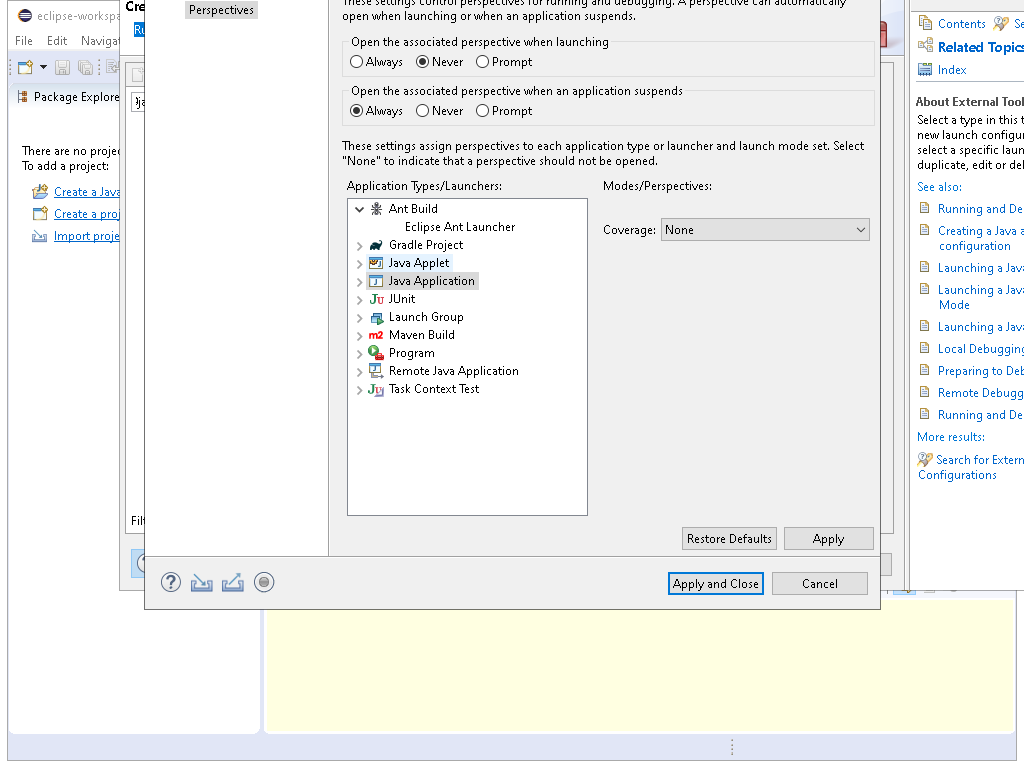 eclipse-workspa
Cre
Perspectives
These settings control perspectives for running and debugging. A perspective can automatically
open when launching or when an application suspends.
Contents
Se
File Edit Navigat
Ru
Open the associated perspective when launching
Related Topics
Always Never Prompt
Index
Package Explore
Open the associated perspective when an application suspends
About External Tool
Always Never Prompt
Select a type in this t
new launch configur
select a specific laun
duplicate, edit or del
There are no projec
To add a project:
These settings assign perspectives to each application type or launcher and launch mode set. Select
"None" to indicate that a perspective should not be opened.
Create a Java
Create a proj
Import proje
Application Types/Launchers:
Modes/Perspectives:
See also:
Ant Build
Eclipse Ant Launcher
Gradle Project
Java Applet
Java Application
JUnit
Launch Group
Maven Build
Program
Remote Java Application
Task Context Test
Coverage: None
Running and De
Creating a Java a
configuration
Launching a Java
Launching a Java
Mode
Launching a Java
Local Debugging
Preparing to Deb
Remote Debugg
Running and De
More results:
Search for Extern
Configurations
Filt
Restore Defaults
Apply
Apply and Close
Cancel